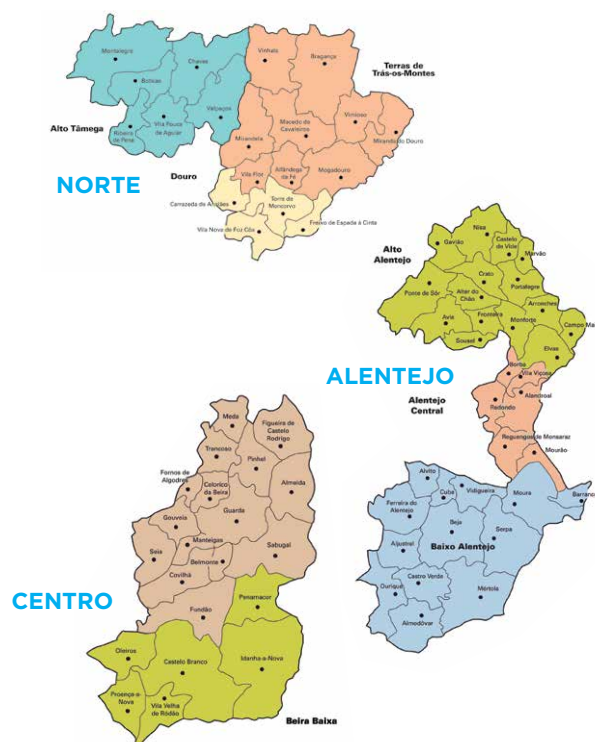 Montalegre
Chaves
Vinhais
Bragança
Terras de
Trás-os-Montes
Boticas
Valpaços
Alto Tâmega
Vila Pouca
de Aguiar
Ribeira
de Pena
Macedo de
Cavaleiros
Vimioso
Mirandela
Miranda do Douro
NORTE
Douro
Vila Flor
Alfândega
da Fé
Mogadouro
Carrazeda de Ansiães
Torre de
Moncorvo
Freixo de Espada à Cinta
Vila Nova de Foz Côa
Alto
Alentejo
Nisa
Gavião
Castelo
de Vide
Marvão
Crato
Ponte de Sôr
Alter do
Chão
Portalegre
Arronches
Avis
Fronteira
Monforte
Campo Ma
Sousel
Elvas
ALENTEJO
Borba
Vila Viçosa
Alentejo
Central
Redondo
Alandroal
Reguengos de Monsaraz
Mourão
Alvito
Cuba
Vidigueira
Moura
Barranc
Ferreira do
Alentejo
Beja
Serpa
Aljustrel
Baixo Alentejo
Castro Verde
Ourique
Mértola
Almodôvar
Meda
Figueira de
Castelo
Rodrigo
Trancoso
Pinhel
Fornos de
Algodres
Celorico
da Beira
Almeida
Guarda
Gouveia
Seia
Manteigas
Belmonte
Sabugal
Covilhã
CENTRO
Fundão
Penamacor
Oleiros
Castelo Branco
Idanha-a-Nova
Proença-a-
Nova
Vila Velha
de Ródão
Beira Baixa